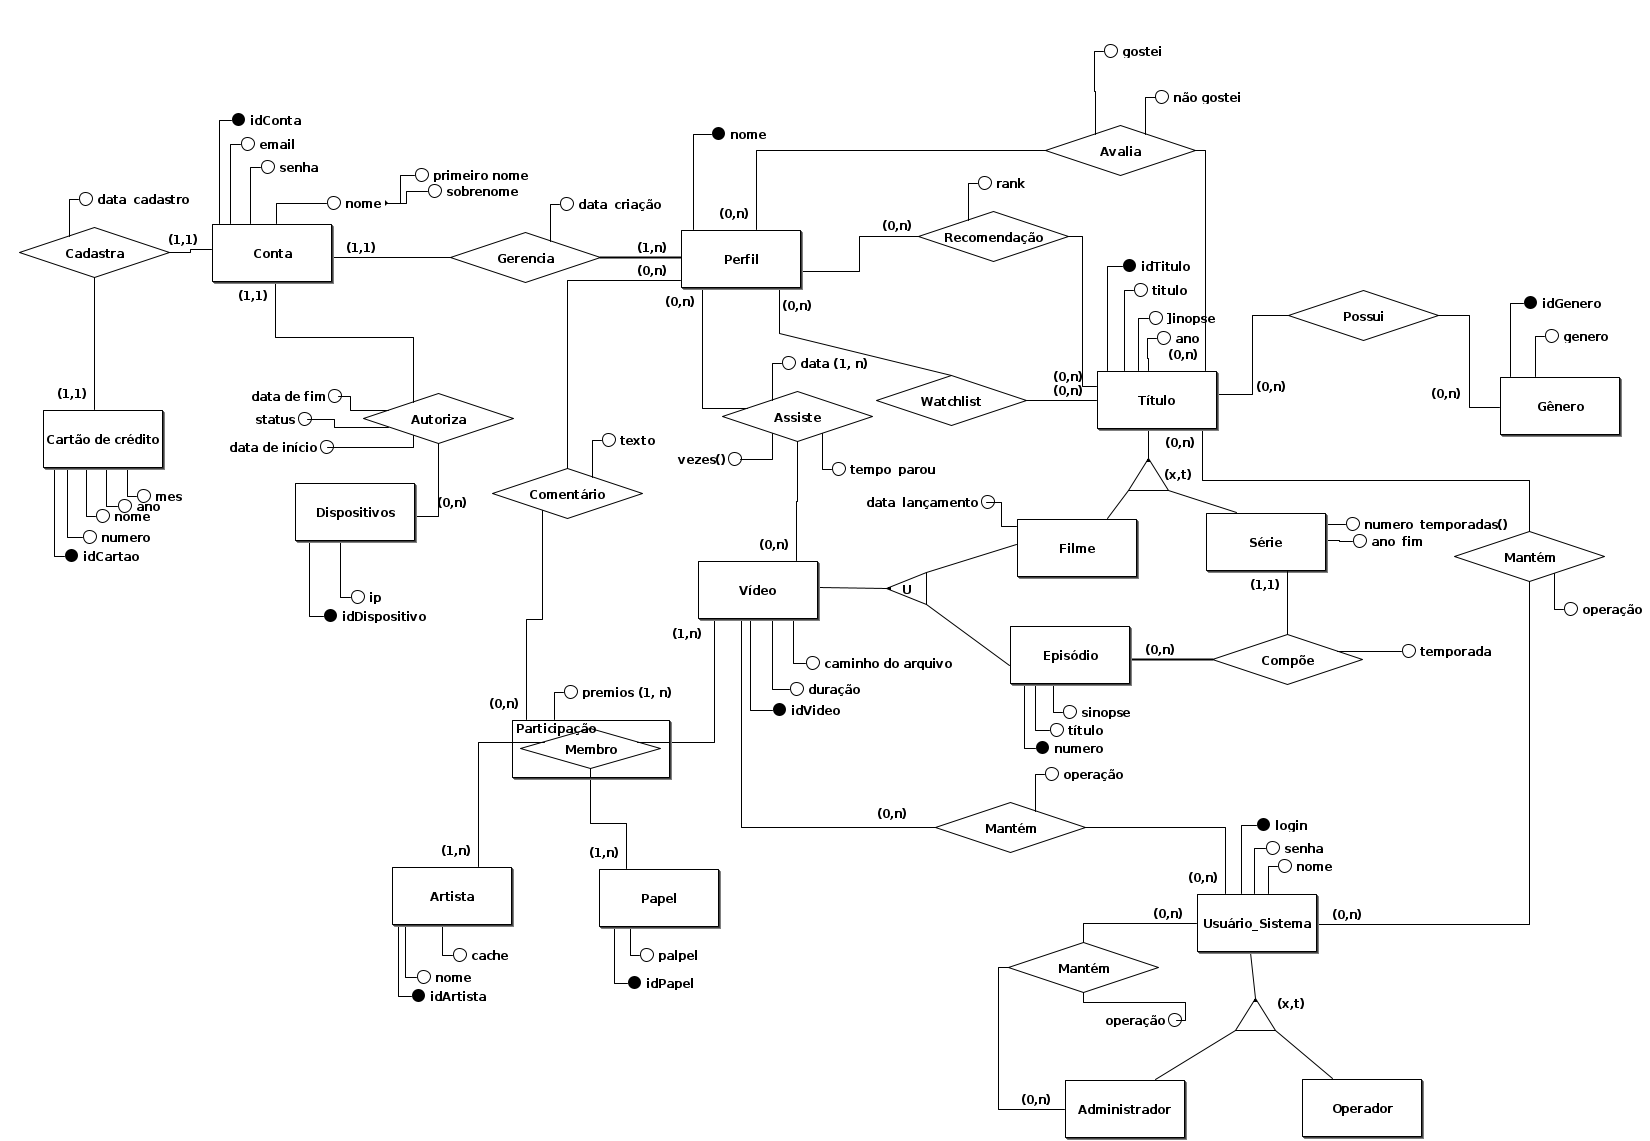 gostei
não gostei
Avalia
idConta
email
senha
nome
primeiro nome
sobrenome
data cadastro
Cadastra
(1,1)
Conta
(1,1)
(1,1)
data criação
Gerencia
(1,n)
nome
(0,n)
Perfil
(0,n)
(0,n)
(0,n)
(0,n)
rank
Recomendação
idTitulo
titulo
]inopse
ano
(0,n)
(0,n)
(0,n)
Título
(0,n)
(0,n)
Possui
idGenero
genero
(0,n)
Gênero
(1,1)
Cartão de crédito
mes
ano
nome
numero
idCartao
data de fim
status
data de início
Autoriza
(0,n)
Dispositivos
ip
idDispositivo
data (1, n)
Assiste
vezes()
tempo parou
Watchlist
texto
Comentário
(0,n)
(x,t)
data lançamento
Filme
Série
numero temporadas()
ano fim
(1,1)
Mantém
operação
(0,n)
Vídeo
U
(1,n)
caminho do arquivo
duração
idVideo
Episódio
(0,n)
Compõe
temporada
sinopse
título
numero
premios (1, n)
(0,n)
Participação
Membro
operação
(0,n)
Mantém
(1,n)
(1,n)
Artista
Papel
cache
nome
idArtista
palpel
idPapel
login
senha
nome
(0,n)
(0,n)
Usuário_Sistema
(0,n)
Mantém
operação
(x,t)
(0,n)
Administrador
Operador